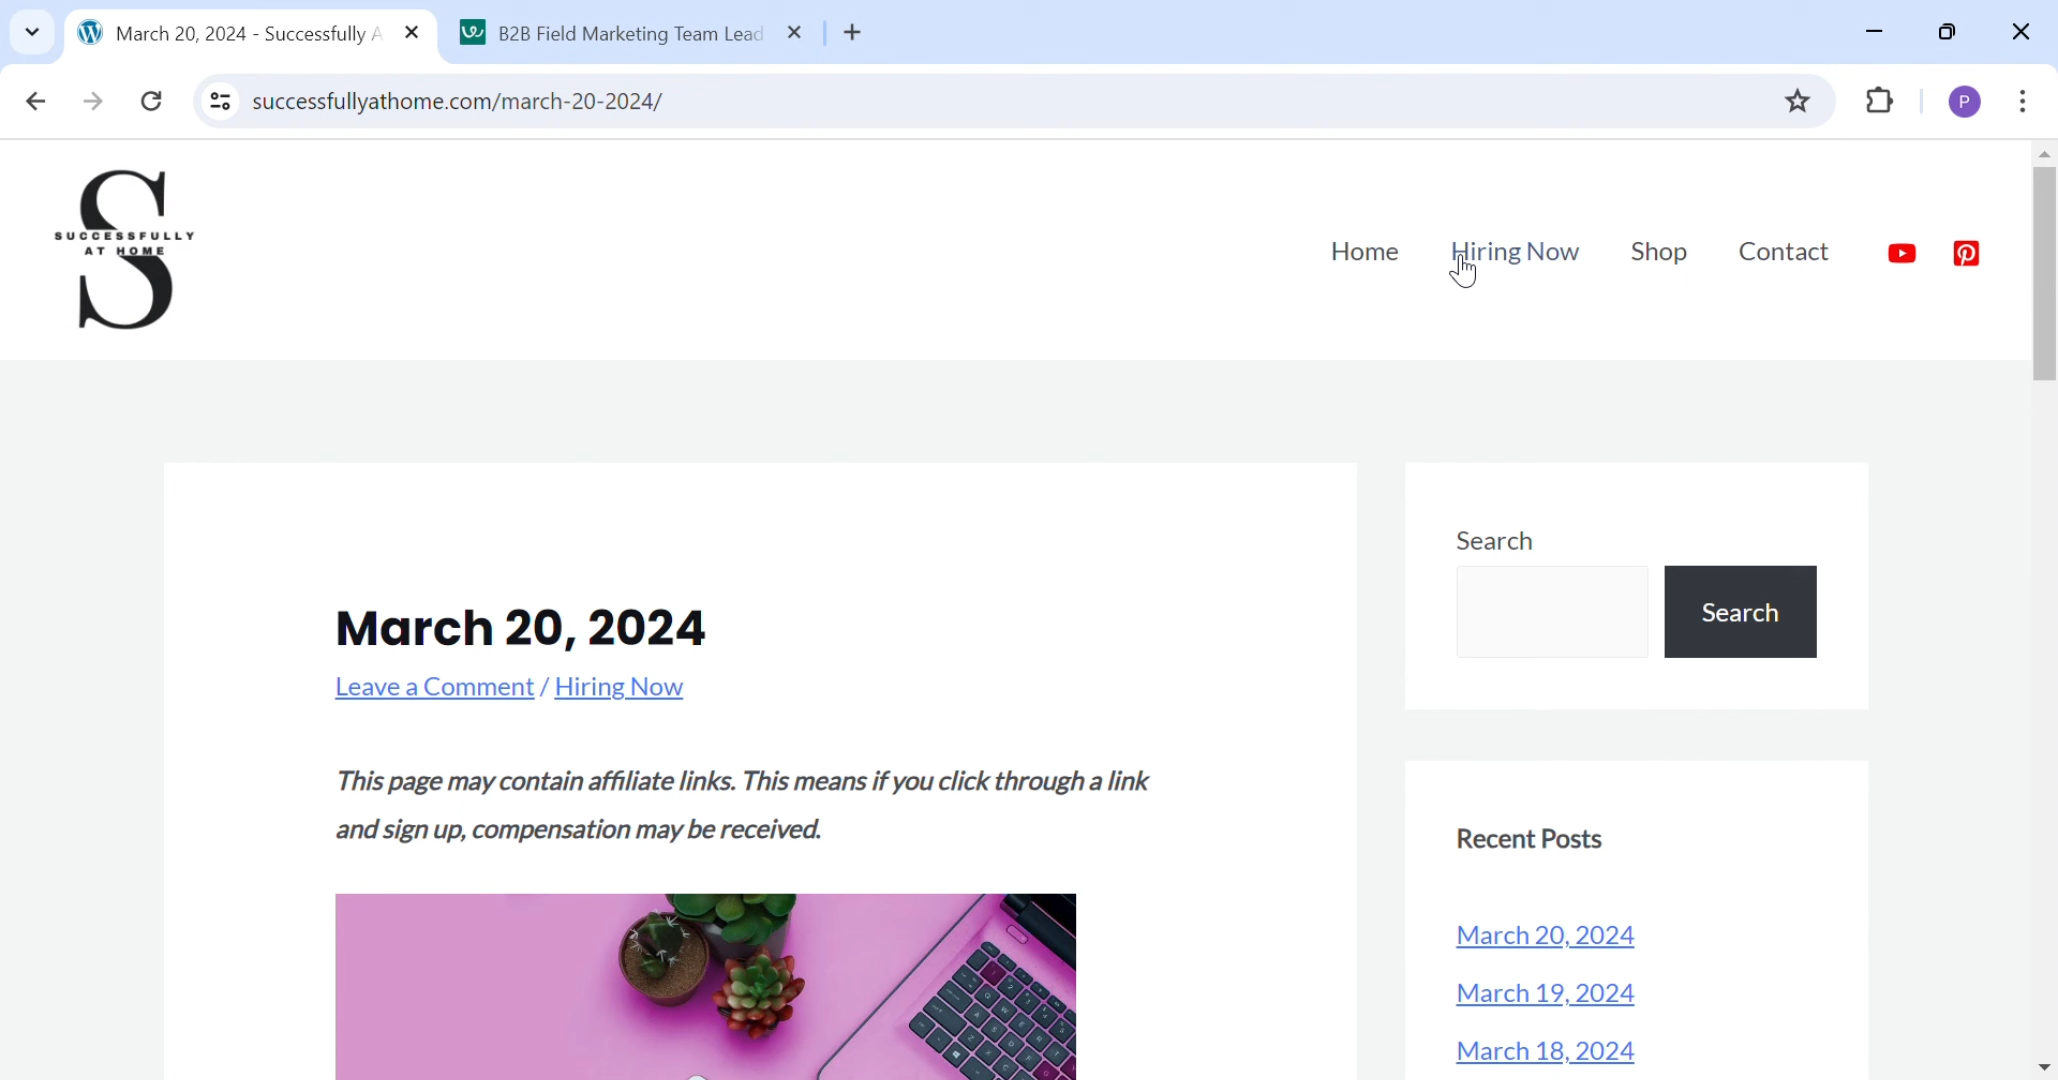 March 20, 2024 - Successfully A
B2B Field Marketing Team Lead
successfullyathome.com/march-20-2024/
P
S
SUCCESSFULLY
AT HOME
Home
Hiring Now
Shop
Contact
March 20, 2024
Leave a Comment / Hiring Now
This page may contain affiliate links. This means if you click through a link
and sign up, compensation may be received.
Search
Search
Recent Posts
March 20, 2024
March 19, 2024
March 18, 2024